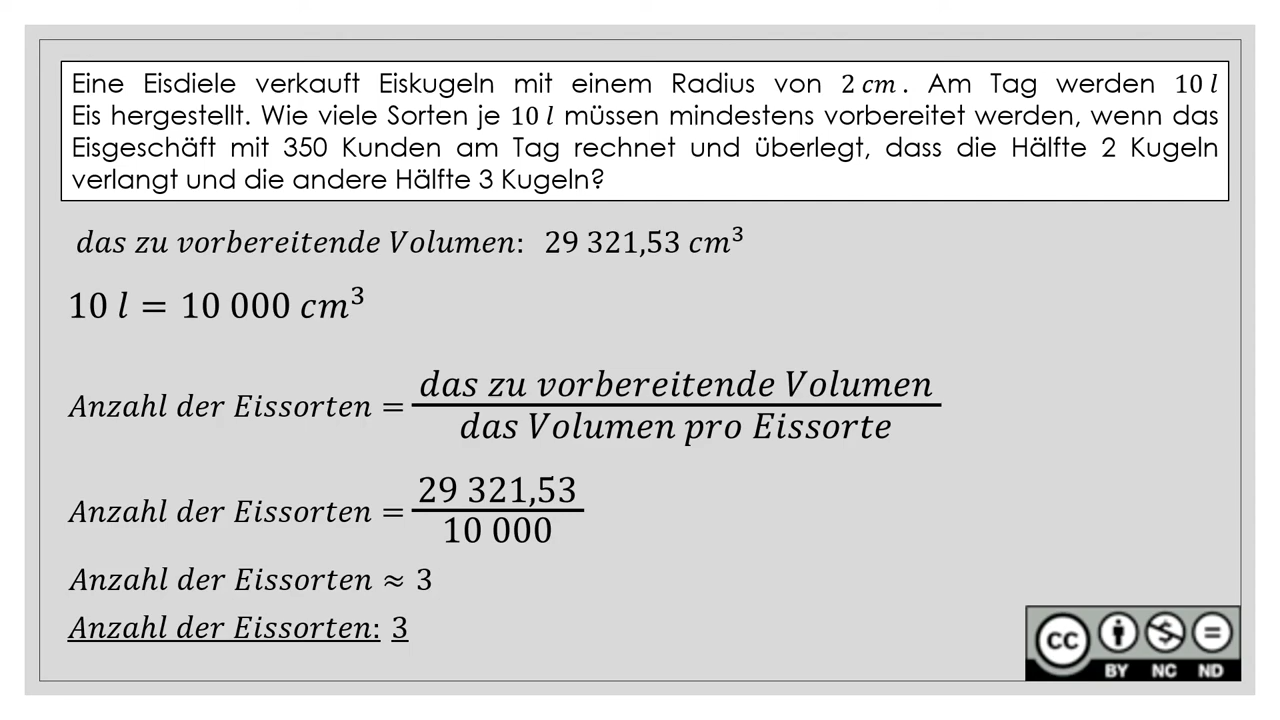 Eine Eisdiele verkauft Eiskugeln mit einem Radius von 2 cm. Am Tag werden 10 l
Eis hergestellt. Wie viele Sorten je 10 l müssen mindestens vorbereitet werden, wenn das
Eisgeschäft mit 350 Kunden am Tag rechnet und überlegt, dass die Hälfte 2 Kugeln
verlangt und die andere Hälfte 3 Kugeln?
das zu vorbereitende Volumen: 29 321,53 cm³
10 l = 10 000 cm³
Anzahl der Eissorten = das zu vorbereitende Volumen
das Volumen pro Eissorte
Anzahl der Eissorten = 29 321,53
10 000
Anzahl der Eissorten ≈ 3
Anzahl der Eissorten: 3
CC
BY NC ND